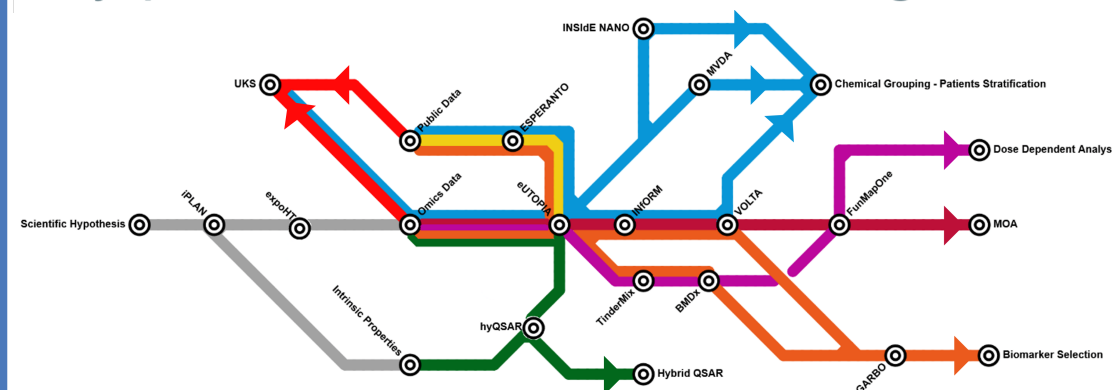 INSIdE NANO
MVDA
UKS
Chemical Grouping - Patients Stratification
Public Data
ESPERANTO
Dose Dependent Analys
iPLAN
expoHT
Omics Data
eUTOPIA
INfORM
VOLTA
FunMapOne
Scientific Hypothesis
MOA
TinderMix
BMDx
Intrinsic Properties
hyQSAR
Biomarker Selection
Hybrid QSAR
GARBO